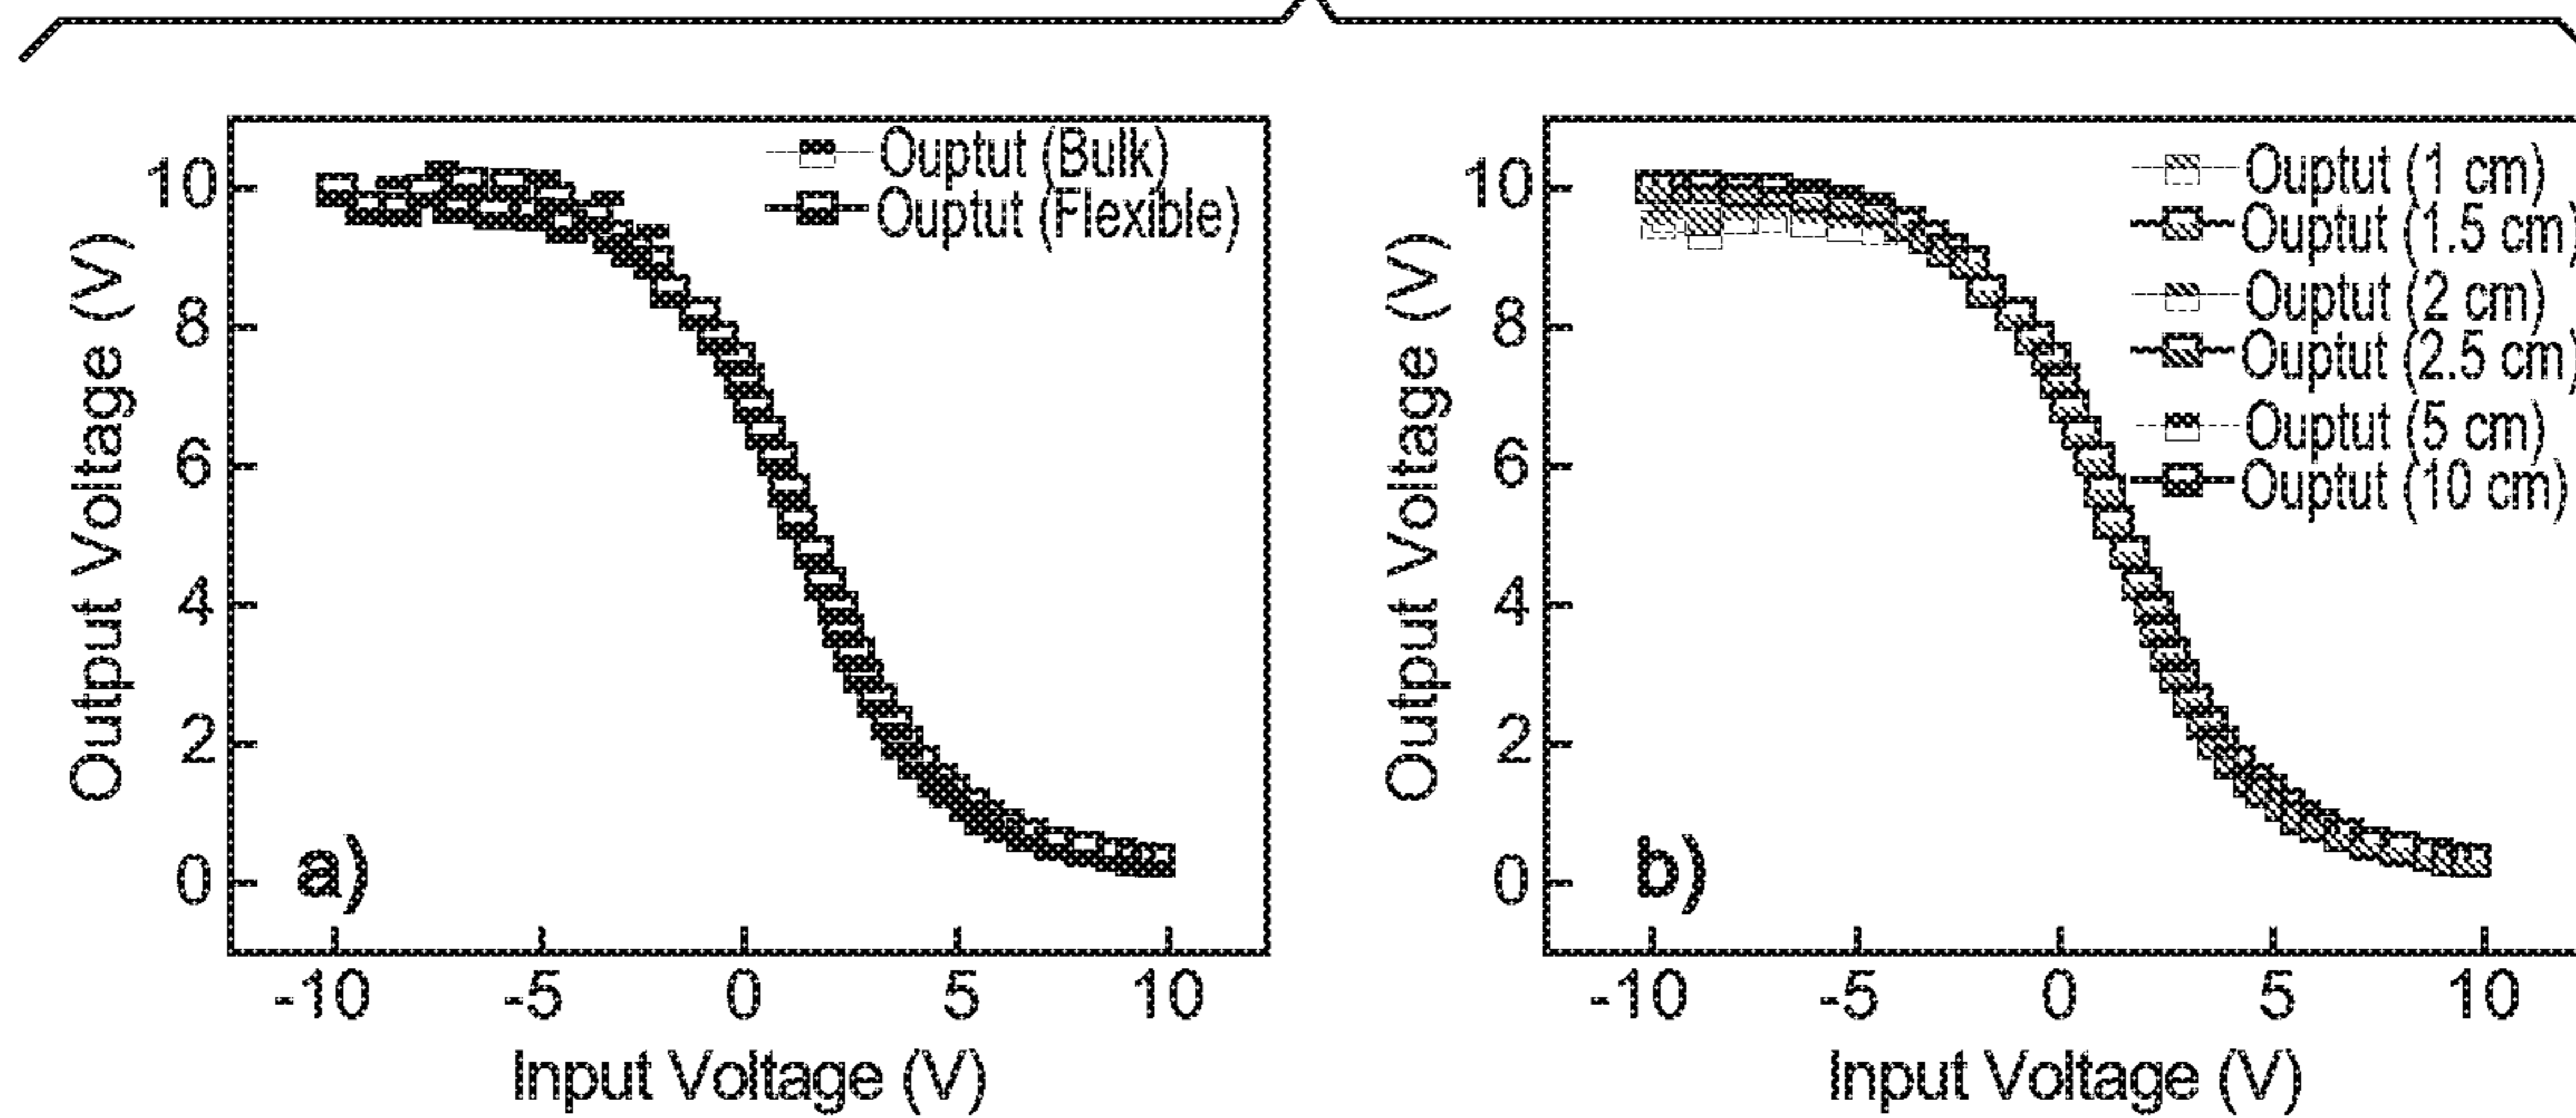 Output Voltage (V)
10
8
6
4
2
0
Ouptut (Bulk)
Ouptut (Flexible)
a)
-10
-5
0
5
10
Input Voltage (V)
Output Voltage (V)
10
8
6
4
2
0
Ouptut (1 cm)
Ouptut (1.5 cm)
Ouptut (2 cm)
Ouptut (2.5 cm)
Ouptut (5 cm)
Ouptut (10 cm)
b)
-10
-5
0
5
10
Input Voltage (V)